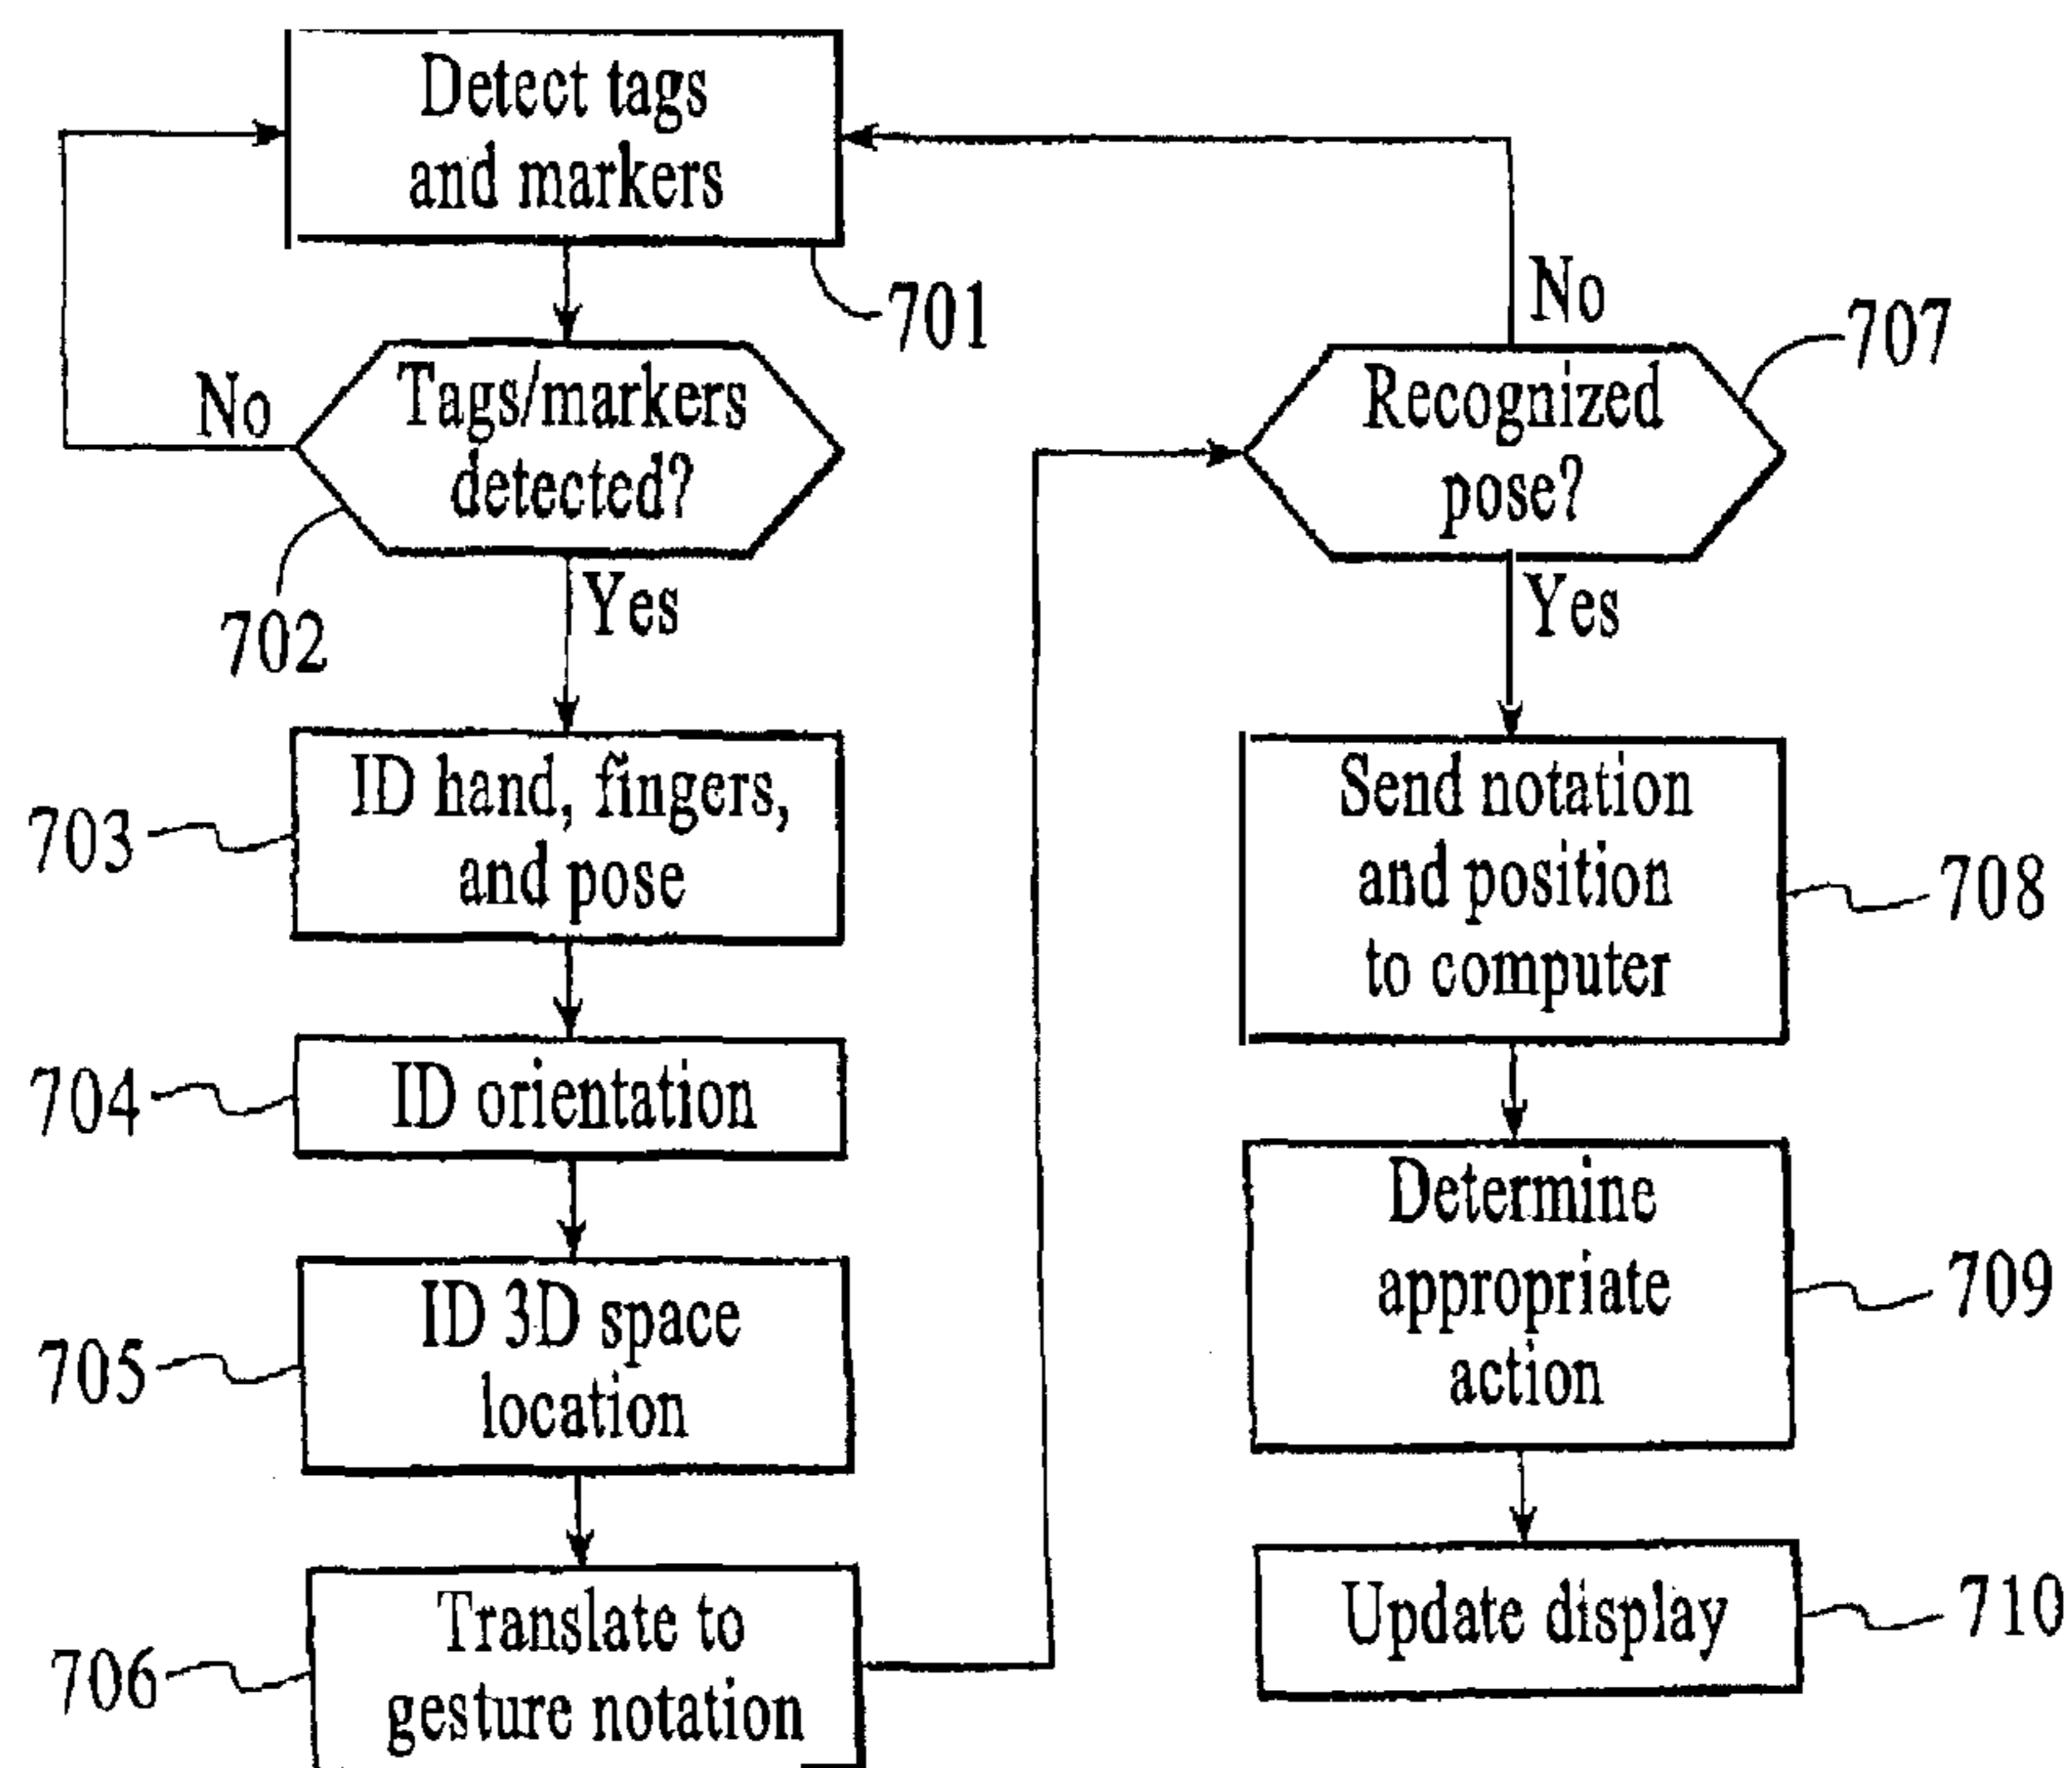 Detect tags
and markers
701
No
Tags/markers
detected?
702
Yes
703
ID hand, fingers,
and pose
704
ID orientation
705
ID 3D space
location
706
Translate to
gesture notation
No
707
Recognized
pose?
Yes
Send notation
and position
to computer
708
Determine
appropriate
action
709
Update display
710